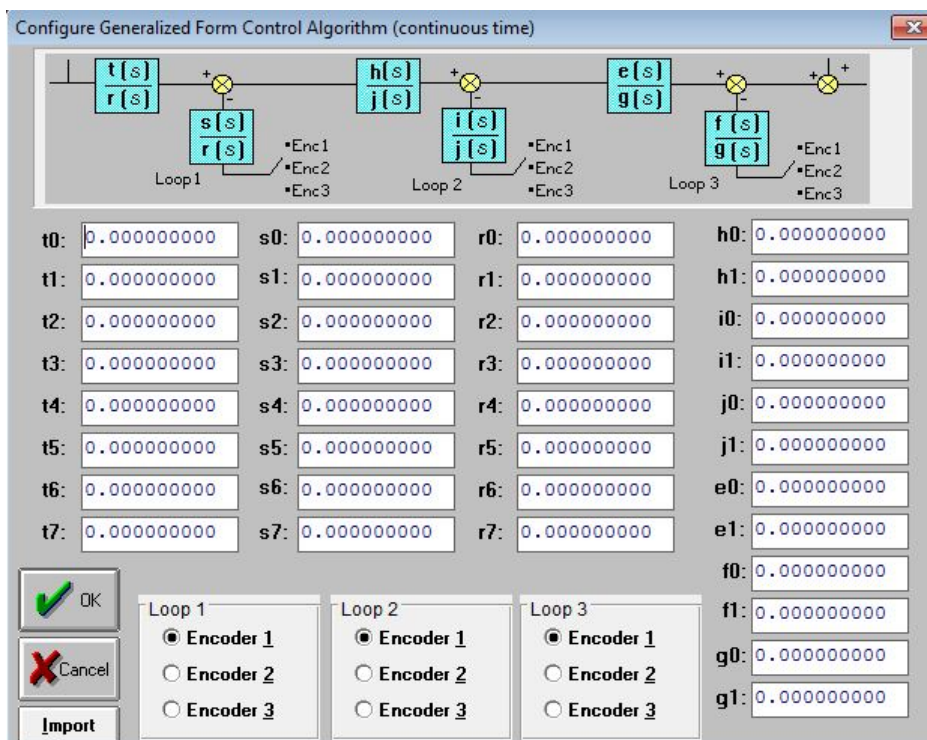 Configure Generalized Form Control Algorithm (continuous time)
t(s)
r(s)
+
-
s(s)
r(s)
Loop1
•Enc1
•Enc2
•Enc3
h(s)
j(s)
+
-
i(s)
j(s)
Loop 2
•Enc1
•Enc2
•Enc3
e(s)
g(s)
+
-
f(s)
g(s)
Loop 3
•Enc1
•Enc2
•Enc3
+ +
t0: 0.000000000 s0: 0.000000000 r0: 0.000000000 h0: 0.000000000
t1: 0.000000000 s1: 0.000000000 r1: 0.000000000 h1: 0.000000000
t2: 0.000000000 s2: 0.000000000 r2: 0.000000000 i0: 0.000000000
t3: 0.000000000 s3: 0.000000000 r3: 0.000000000 i1: 0.000000000
t4: 0.000000000 s4: 0.000000000 r4: 0.000000000 j0: 0.000000000
t5: 0.000000000 s5: 0.000000000 r5: 0.000000000 j1: 0.000000000
t6: 0.000000000 s6: 0.000000000 r6: 0.000000000 e0: 0.000000000
t7: 0.000000000 s7: 0.000000000 r7: 0.000000000 e1: 0.000000000
f0: 0.000000000
f1: 0.000000000
g0: 0.000000000
g1: 0.000000000
OK
Cancel
Import
Loop 1
Encoder 1
Encoder 2
Encoder 3
Loop 2
Encoder 1
Encoder 2
Encoder 3
Loop 3
Encoder 1
Encoder 2
Encoder 3